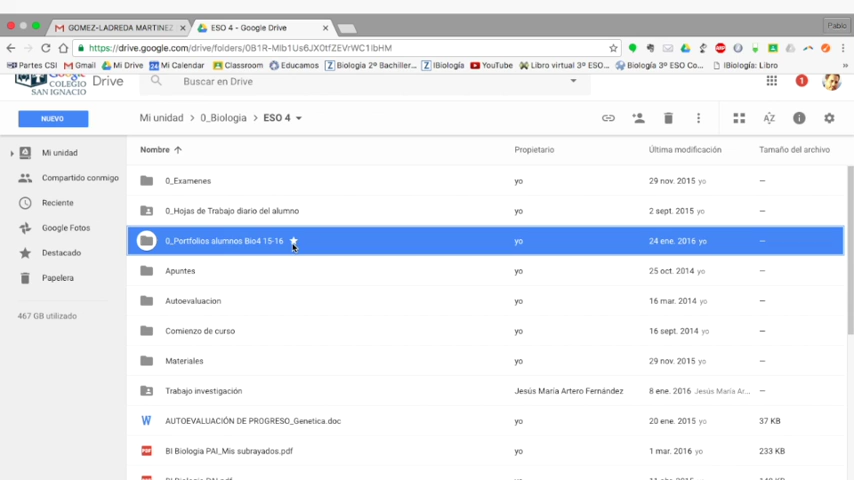 GOMEZ-LADREDA MARTINEZ
ESO 4 - Google Drive
Pablo
https://drive.google.com/drive/folders/0B1R-MIb1Us6JX0tfZEVrWC1IbHM
Partes CSI
Gmail
Mi Drive
Mi Calendar
Classroom
Educamos
Biologia 2º Bachiller...
IBiología
YouTube
Libro virtual 3º ESO...
Biología 3º ESO Co...
IBiología: Libro
COLEGIO
SAN IGNACIO
Drive
Buscar en Drive
1
NUEVO
Mi unidad > 0_Biologia > ESO 4
Nombre Propietario Última modificación Tamaño del archivo
Mi unidad
Compartido conmigo
Reciente
Google Fotos
Destacado
Papelera
467 GB utilizado
0_Examenes yo 29 nov. 2015 yo —
0_Hojas de Trabajo diario del alumno yo 2 sept. 2015 yo —
0_Portfolios alumnos Bio4 15-16 yo 24 ene. 2016 yo —
Apuntes yo 25 oct. 2014 yo —
Autoevaluacion yo 16 mar. 2014 yo —
Comienzo de curso yo 16 sept. 2014 yo —
Materiales yo 29 nov. 2015 yo —
Trabajo investigación Jesús María Artero Fernández 8 ene. 2016 Jesús María Ar... —
AUTOEVALUACIÓN DE PROGRESO_Genetica.doc yo 20 ene. 2015 yo 37 KB
BI Biologia PAI_Mis subrayados.pdf yo 1 mar. 2016 yo 233 KB